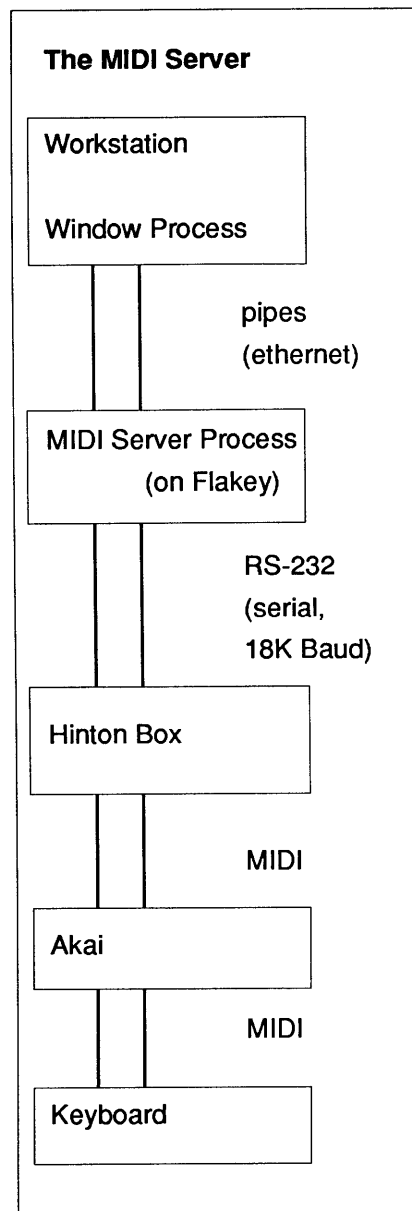 The MIDI Server
Workstation
Window Process
pipes
(ethernet)
MIDI Server Process
(on Flakey)
RS-232
(serial,
18K Baud)
Hinton Box
MIDI
Akai
MIDI
Keyboard